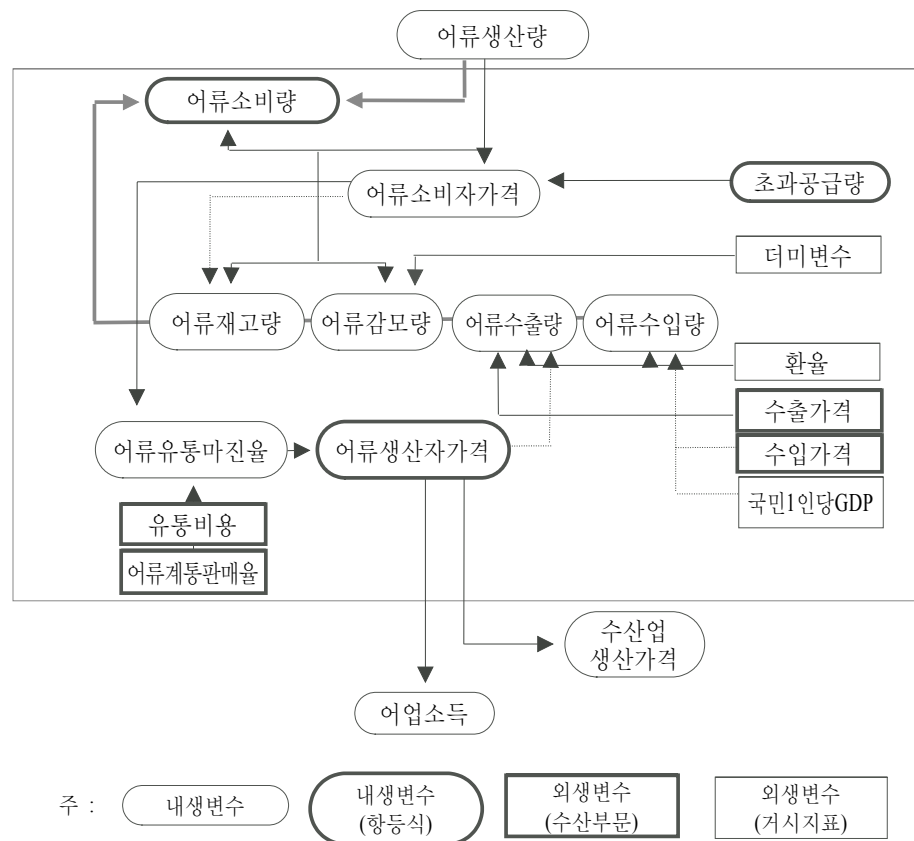 어류생산량
어류소비량
어류소비자가격
초과공급량
더미변수
어류재고량
어류감모량
어류수출량
어류수입량
환율
수출가격
어류유통마진율
어류생산자가격
수입가격
국민1인당GDP
유통비용
어류계통판매율
수산업
생산가격
어업소득
주 :
내생변수
내생변수
(항등식)
외생변수
(수산부문)
외생변수
(거시지표)